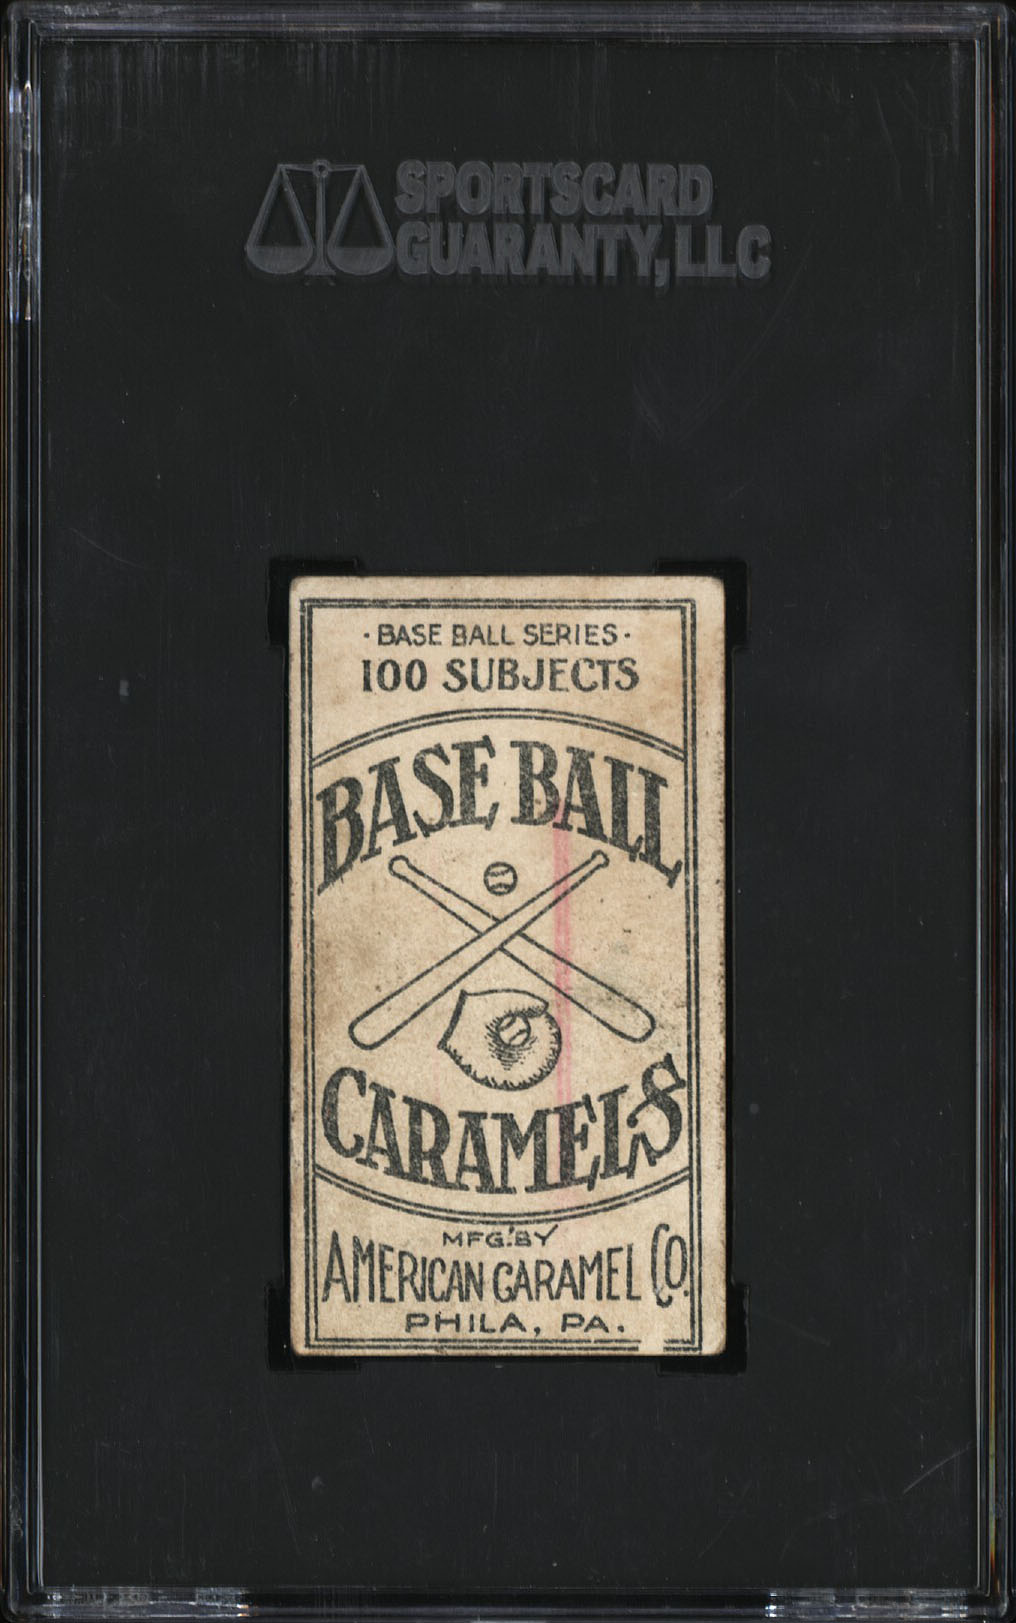 SPORTSCARD
GUARANTY, LLC
· BASE BALL SERIES ·
100 SUBJECTS
BASE BALL
CARAMELS
MFG. BY
AMERICAN CARAMEL CO.
PHILA, PA.